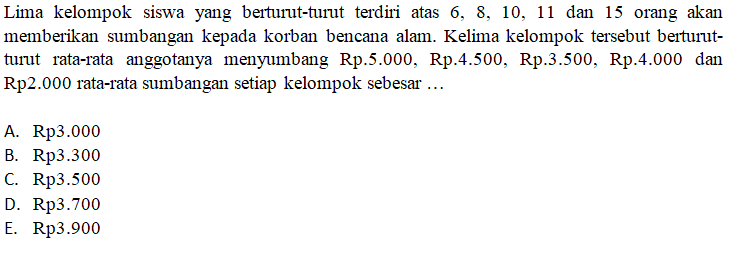 Lima kelompok siswa yang berturut-turut terdiri atas 6, 8, 10, 11 dan 15 orang akan
memberikan sumbangan kepada korban bencana alam. Kelima kelompok tersebut berturut-
turut rata-rata anggotanya menyumbang Rp.5.000, Rp.4.500, Rp.3.500, Rp.4.000 dan
Rp2.000 rata-rata sumbangan setiap kelompok sebesar …
A. Rp3.000
B. Rp3.300
C. Rp3.500
D. Rp3.700
E. Rp3.900